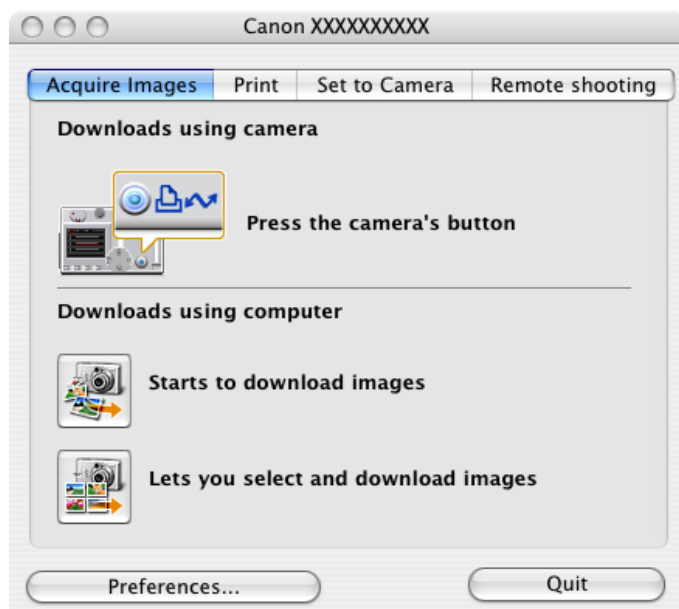 Canon XXXXXXXXXX
Acquire Images Print Set to Camera Remote shooting
Downloads using camera
Press the camera's button
Downloads using computer
Starts to download images
Lets you select and download images
Preferences... Quit